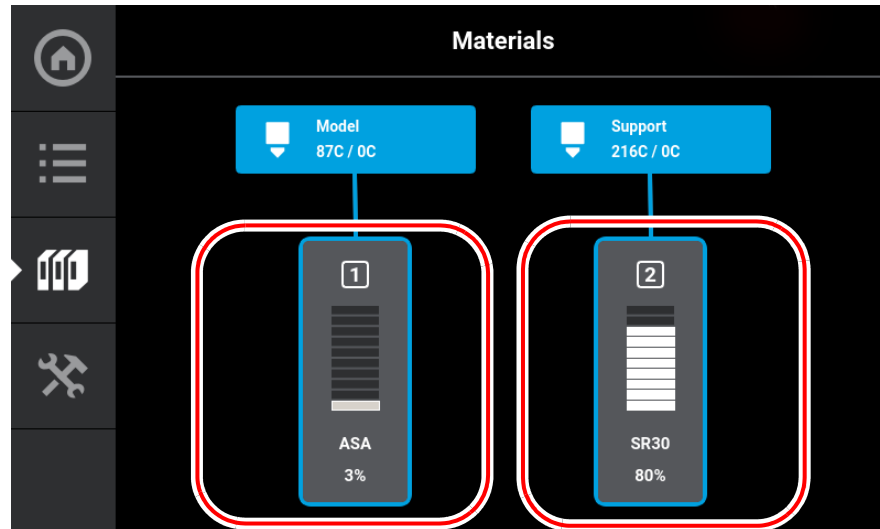 Materials
Model
87C / 0C
Support
216C / 0C
1
ASA
3%
2
SR30
80%